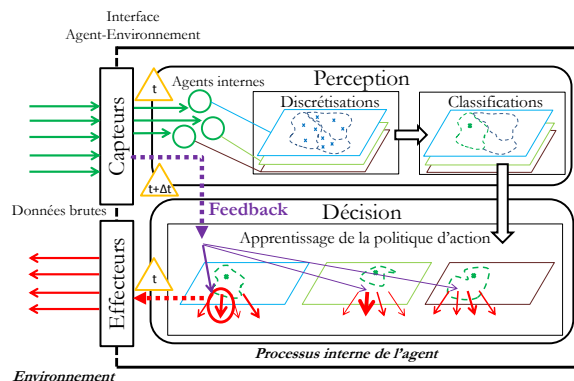 Interface
Agent-Environnement
t
Agents internes
Perception
Discrétisations
Classifications
Capteurs
t+Δt
Feedback
Données brutes
Décision
Apprentissage de la politique d'action
Effecteurs
t
Processus interne de l'agent
Environnement